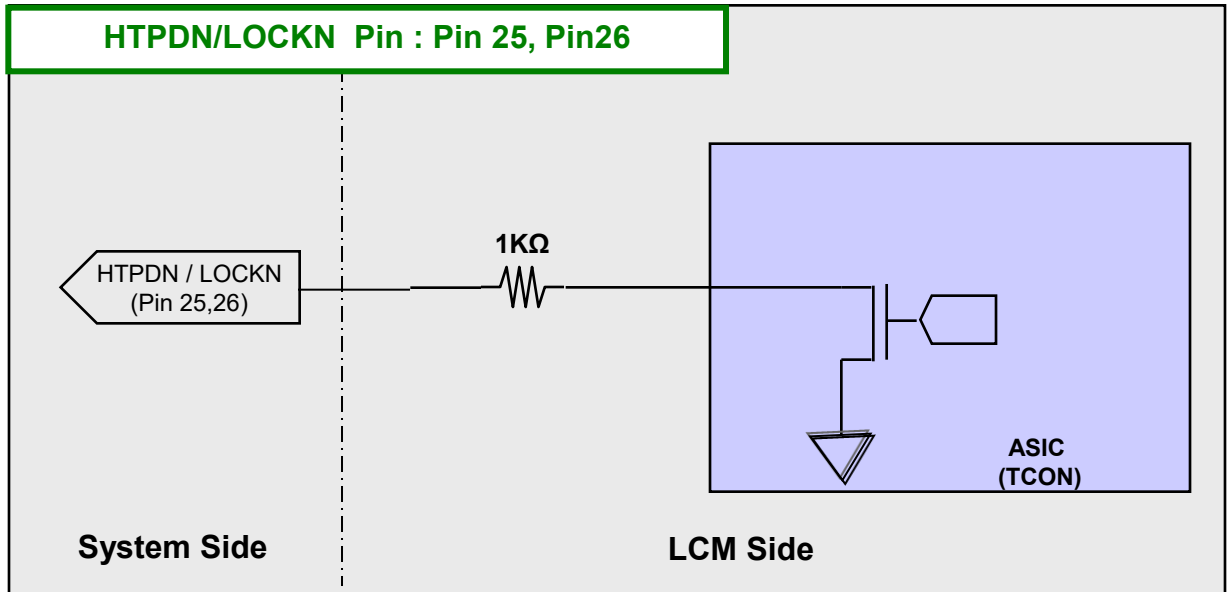 HTPDN/LOCKN Pin : Pin 25, Pin26
1KΩ
HTPDN / LOCKN
(Pin 25,26)
ASIC
(TCON)
System Side
LCM Side